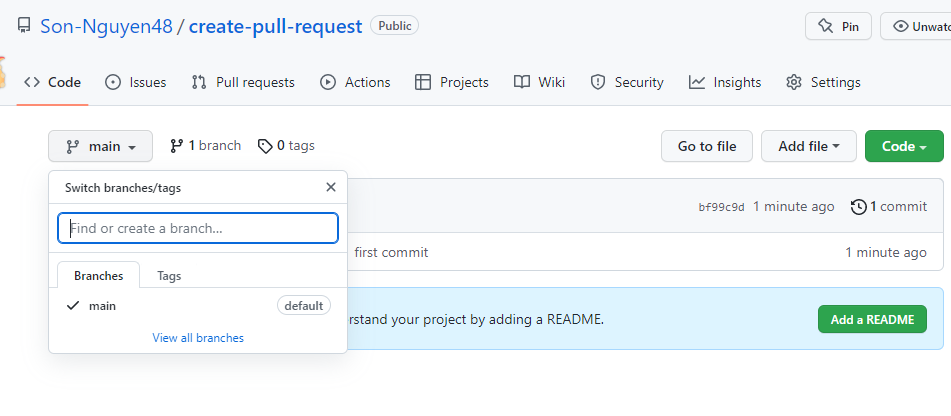 Son-Nguyen48 / create-pull-request Public Pin Unwatc
Code Issues Pull requests Actions Projects Wiki Security Insights Settings
main 1 branch 0 tags Go to file Add file Code
Switch branches/tags
bf99c9d 1 minute ago 1 commit
Find or create a branch...
first commit 1 minute ago
Branches Tags
main default
erstand your project by adding a README. Add a README
View all branches